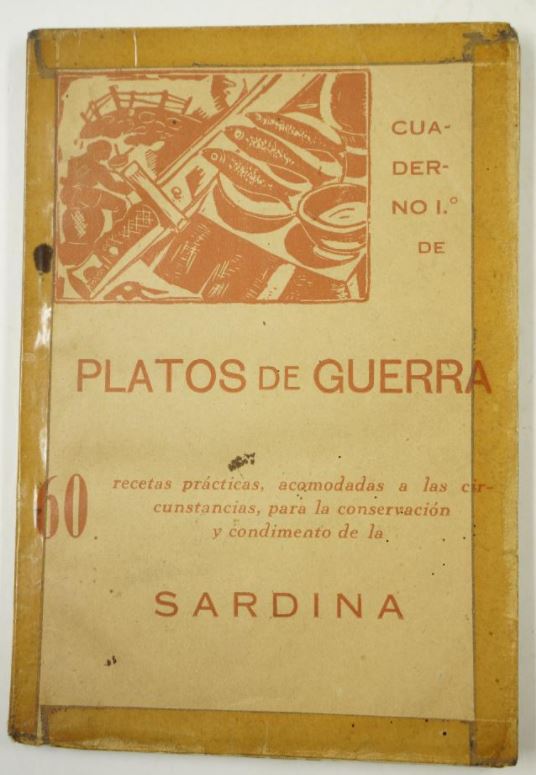 CUA-
DER-
NO I.º
DE
PLATOS DE GUERRA
60 recetas prácticas, acomodadas a las cir-
cunstancias, para la conservación
y condimento de la
SARDINA